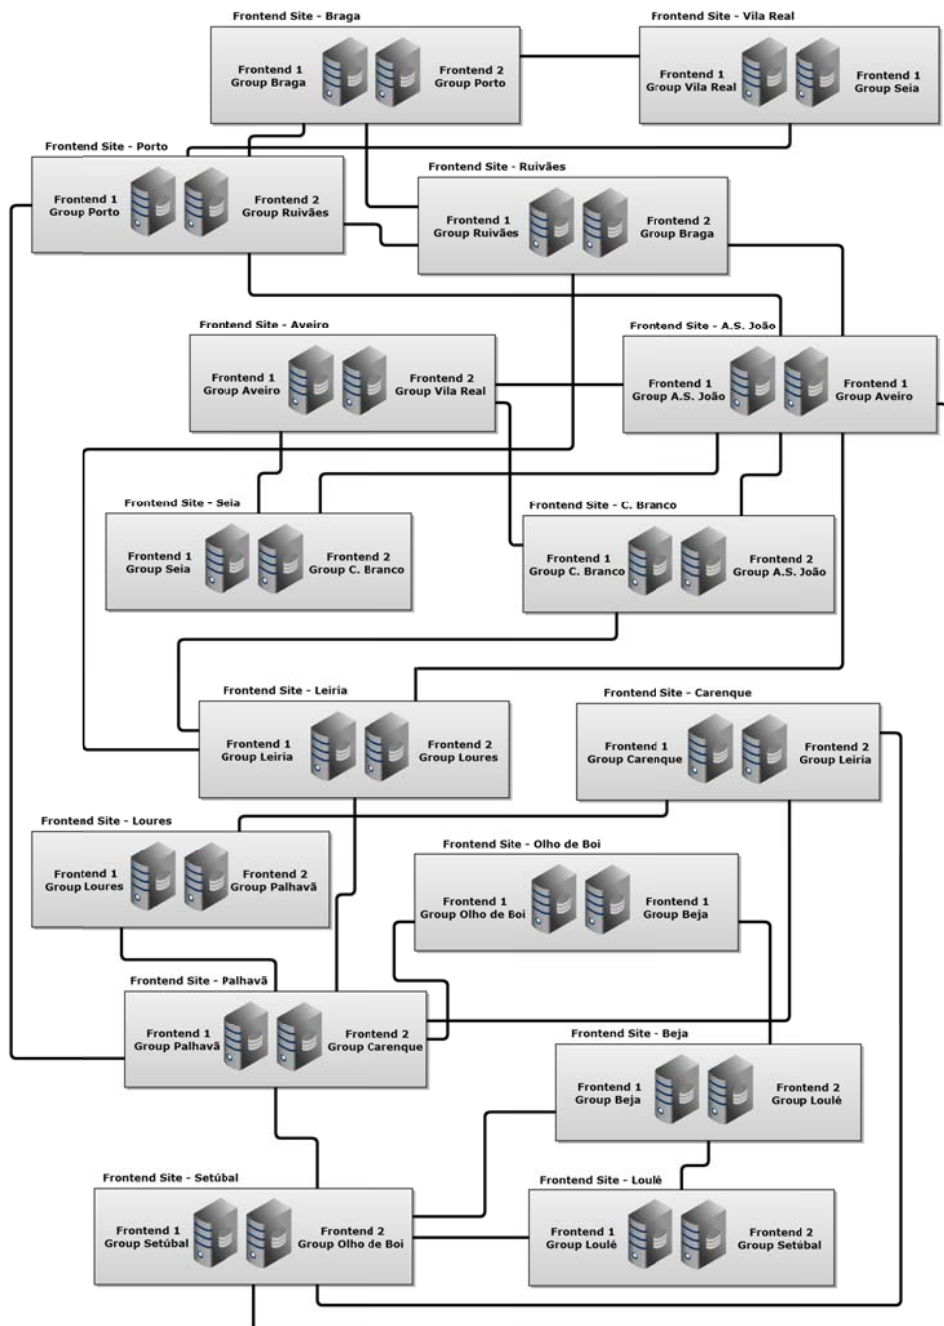 Frontend Site - Braga
Frontend Site - Vila Real
Frontend 1
Group Braga
Frontend 2
Group Porto
Frontend 1
Group Vila Real
Frontend 1
Group Seia
Frontend Site - Porto
Frontend 1
Group Porto
Frontend 2
Group Ruivães
Frontend Site - Ruivães
Frontend 1
Group Ruivães
Frontend 2
Group Braga
Frontend Site - Aveiro
Frontend 1
Group Aveiro
Frontend 2
Group Vila Real
Frontend Site - A.S. João
Frontend 1
Group A.S. João
Frontend 1
Group Aveiro
Frontend Site - Seia
Frontend 1
Group Seia
Frontend 2
Group C. Branco
Frontend Site - C. Branco
Frontend 1
Group C. Branco
Frontend 2
Group A.S. João
Frontend Site - Leiria
Frontend 1
Group Leiria
Frontend 2
Group Loures
Frontend Site - Carenque
Frontend 1
Group Carenque
Frontend 2
Group Leiria
Frontend Site - Loures
Frontend 1
Group Loures
Frontend 2
Group Palhavã
Frontend Site - Olho de Boi
Frontend 1
Group Olho de Boi
Frontend 1
Group Beja
Frontend Site - Palhavã
Frontend 1
Group Palhavã
Frontend 2
Group Carenque
Frontend Site - Beja
Frontend 1
Group Beja
Frontend 2
Group Loulé
Frontend Site - Setúbal
Frontend 1
Group Setúbal
Frontend 2
Group Olho de Boi
Frontend Site - Loulé
Frontend 1
Group Loulé
Frontend 2
Group Setúbal